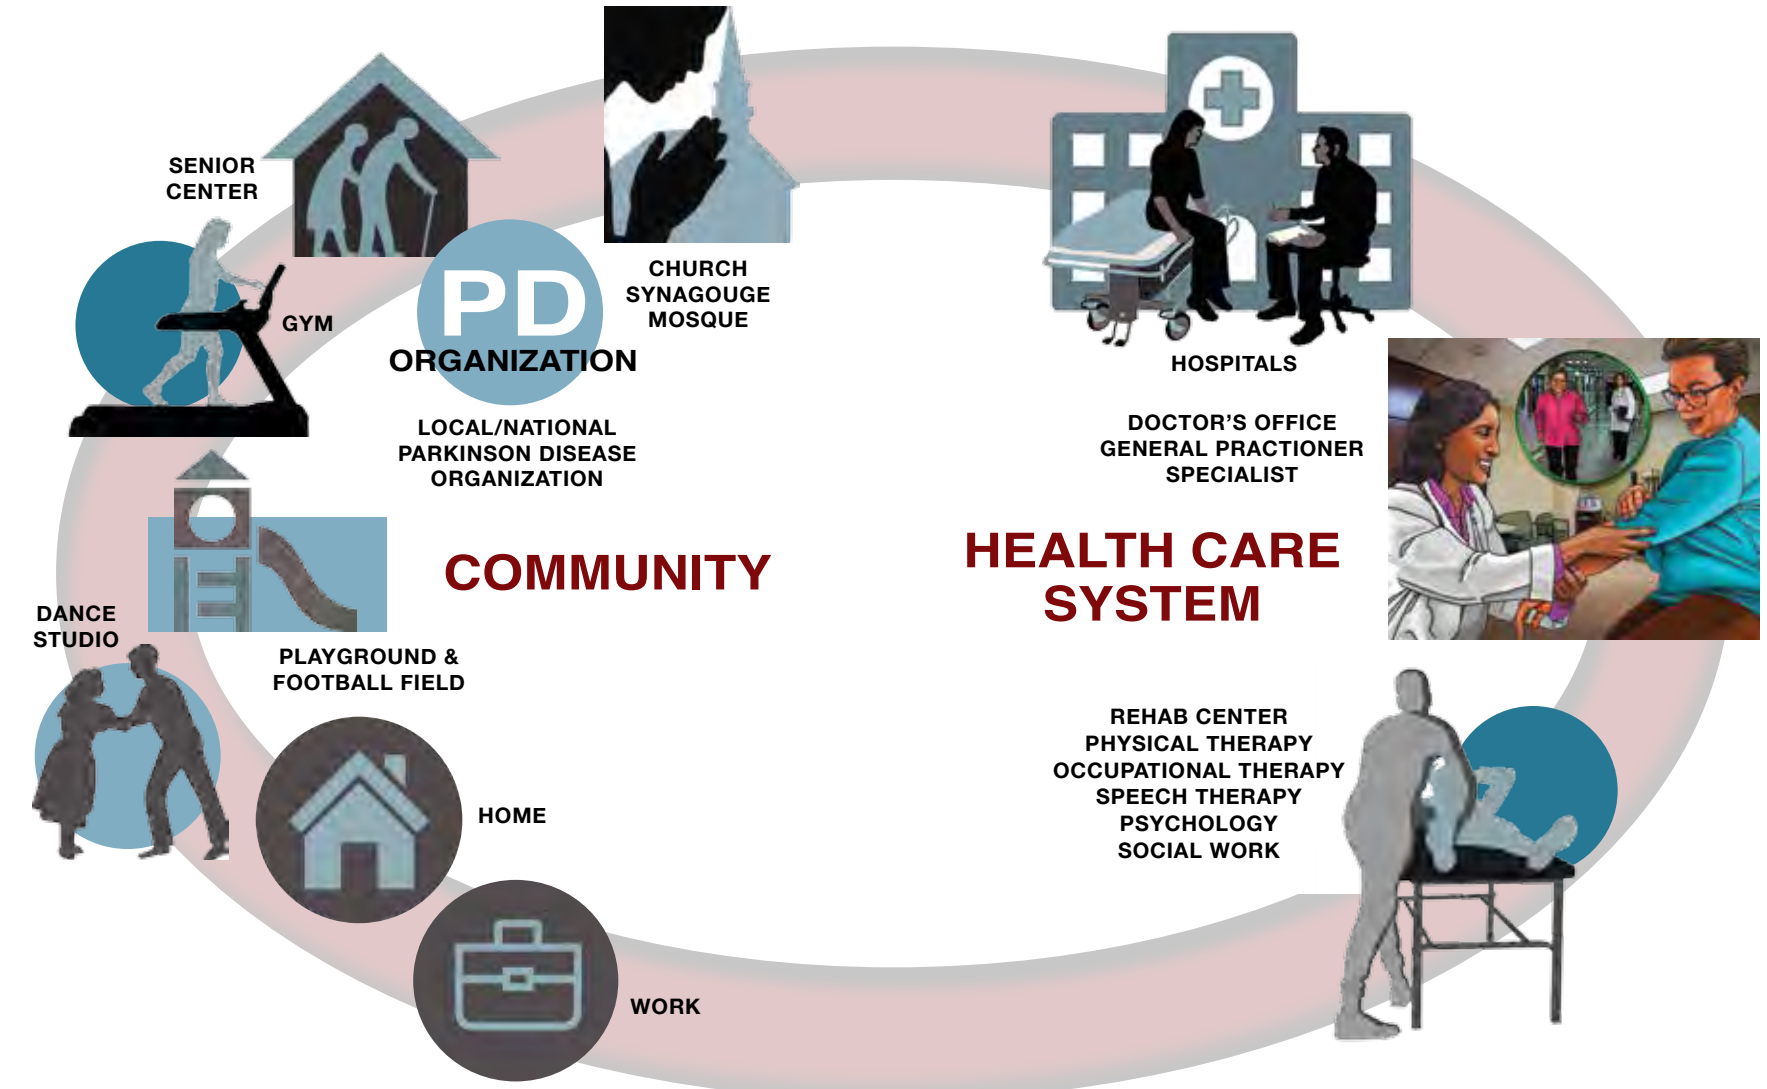 SENIOR
CENTER
GYM
PD
ORGANIZATION
LOCAL/NATIONAL
PARKINSON DISEASE
ORGANIZATION
CHURCH
SYNAGOUGE
MOSQUE
HOSPITALS
DOCTOR'S OFFICE
GENERAL PRACTIONER
SPECIALIST
COMMUNITY
HEALTH CARE
SYSTEM
DANCE
STUDIO
PLAYGROUND &
FOOTBALL FIELD
HOME
WORK
REHAB CENTER
PHYSICAL THERAPY
OCCUPATIONAL THERAPY
SPEECH THERAPY
PSYCHOLOGY
SOCIAL WORK